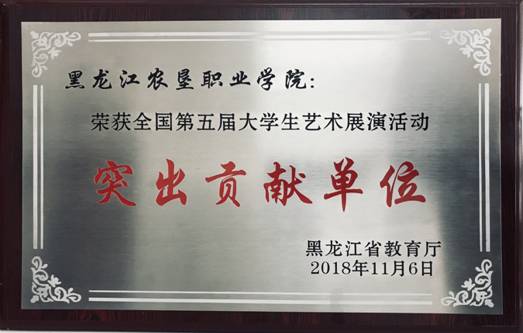 黑龙江农垦职业学院：
荣获全国第五届大学生艺术展演活动
突出贡献单位
黑龙江省教育厅
2018年11月6日